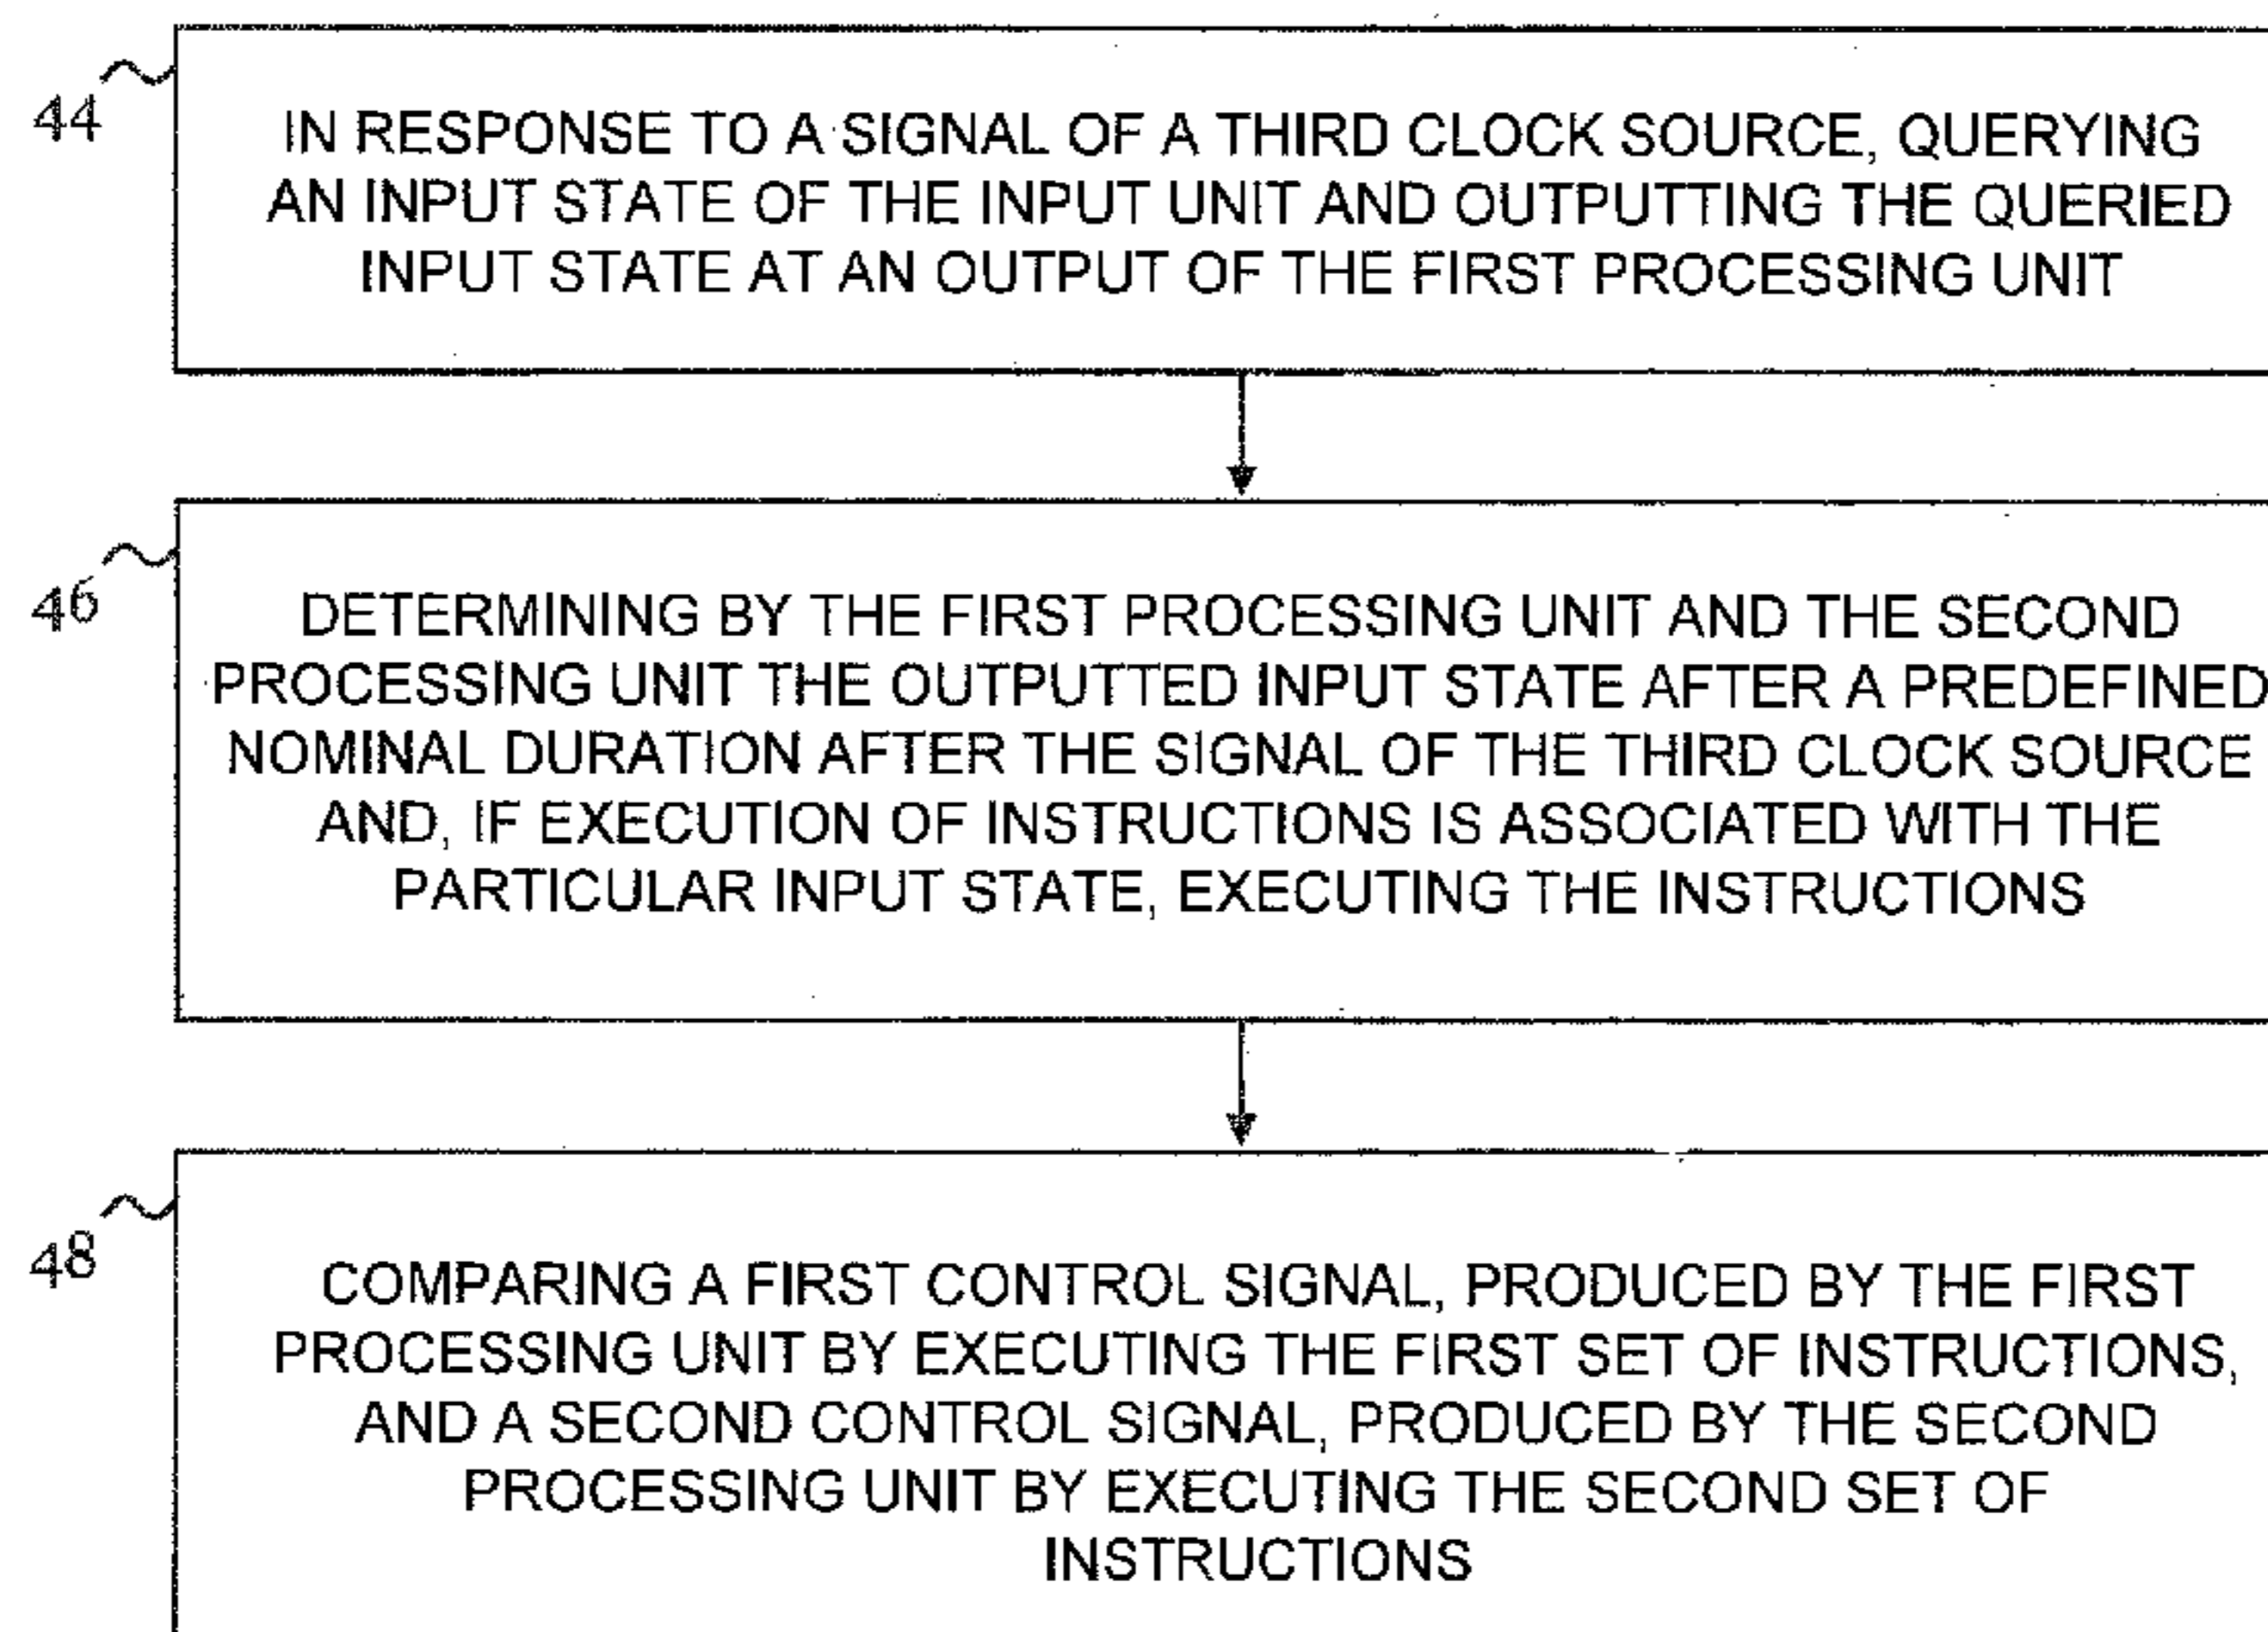 44
IN RESPONSE TO A SIGNAL OF A THIRD CLOCK SOURCE, QUERYING
AN INPUT STATE OF THE INPUT UNIT AND OUTPUTTING THE QUERIED
INPUT STATE AT AN OUTPUT OF THE FIRST PROCESSING UNIT
46
DETERMINING BY THE FIRST PROCESSING UNIT AND THE SECOND
PROCESSING UNIT THE OUTPUTTED INPUT STATE AFTER A PREDEFINED
NOMINAL DURATION AFTER THE SIGNAL OF THE THIRD CLOCK SOURCE
AND, IF EXECUTION OF INSTRUCTIONS IS ASSOCIATED WITH THE
PARTICULAR INPUT STATE, EXECUTING THE INSTRUCTIONS
48
COMPARING A FIRST CONTROL SIGNAL, PRODUCED BY THE FIRST
PROCESSING UNIT BY EXECUTING THE FIRST SET OF INSTRUCTIONS,
AND A SECOND CONTROL SIGNAL, PRODUCED BY THE SECOND
PROCESSING UNIT BY EXECUTING THE SECOND SET OF
INSTRUCTIONS